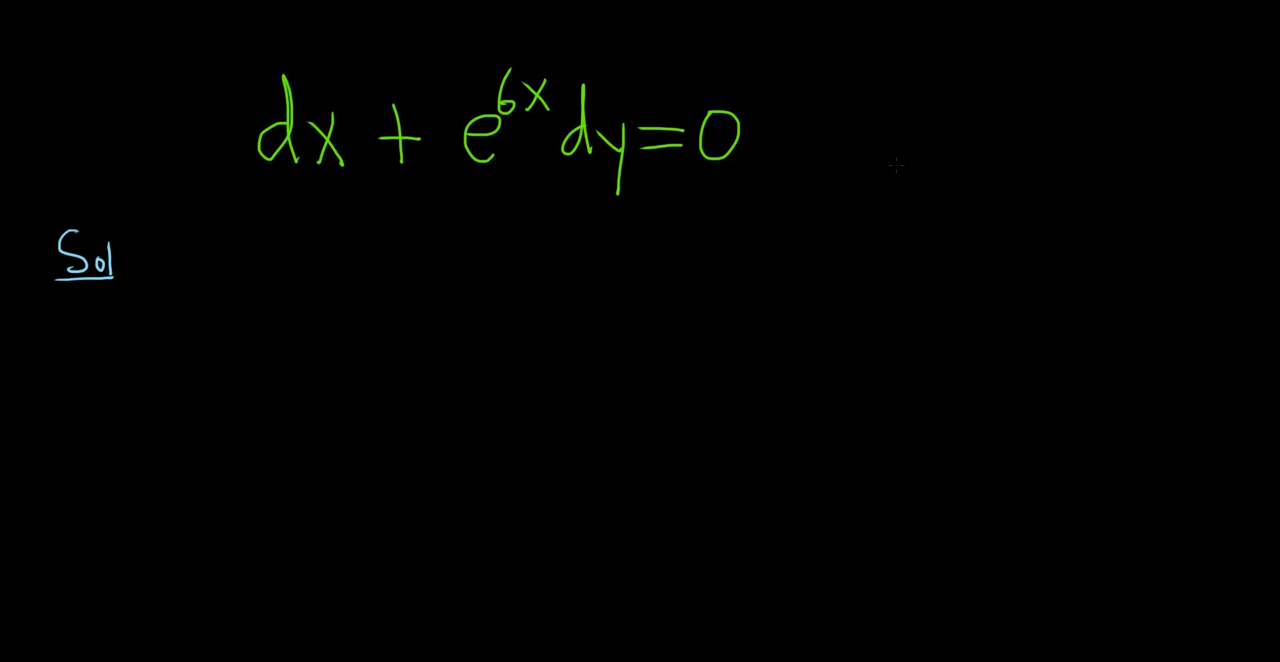 dx + e^{6x} dy = 0
Sol